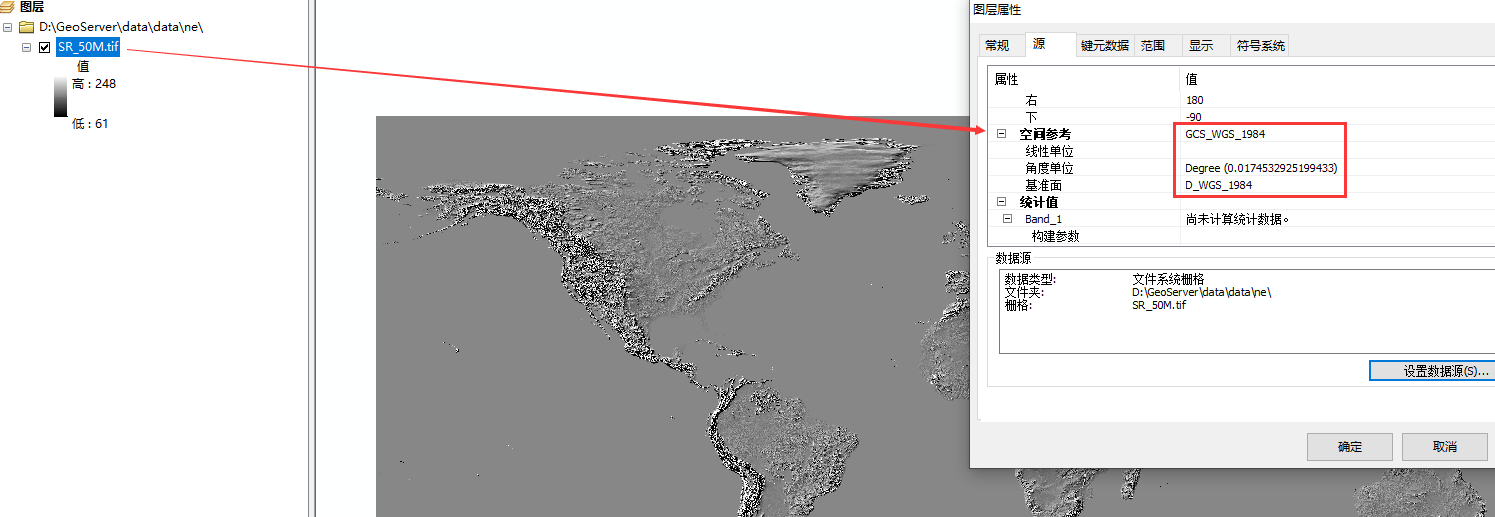 图层
D:\GeoServer\data\data\ne\
SR_50M.tif
值
高 : 248
低 : 61
图层属性
常规 源 键元数据 范围 显示 符号系统
属性 值
右 180
下 -90
空间参考 GCS_WGS_1984
线性单位
角度单位 Degree (0.0174532925199433)
基准面 D_WGS_1984
统计值
Band_1 尚未计算统计数据。
构建参数
数据源
数据类型: 文件系统栅格
文件夹: D:\GeoServer\data\data\ne\
栅格: SR_50M.tif
设置数据源(S)...
确定 取消